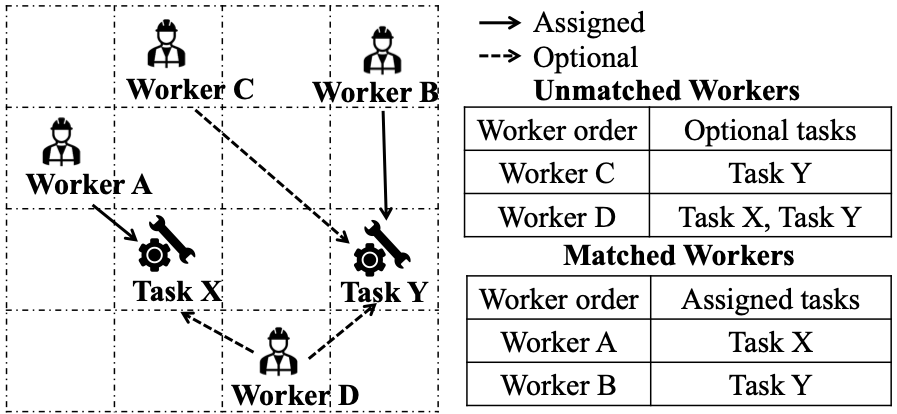 Worker C
Worker B
Worker A
Task X
Task Y
Worker D
Assigned
Optional
Unmatched Workers
Worker order Optional tasks
Worker C Task Y
Worker D Task X, Task Y
Matched Workers
Worker order Assigned tasks
Worker A Task X
Worker B Task Y